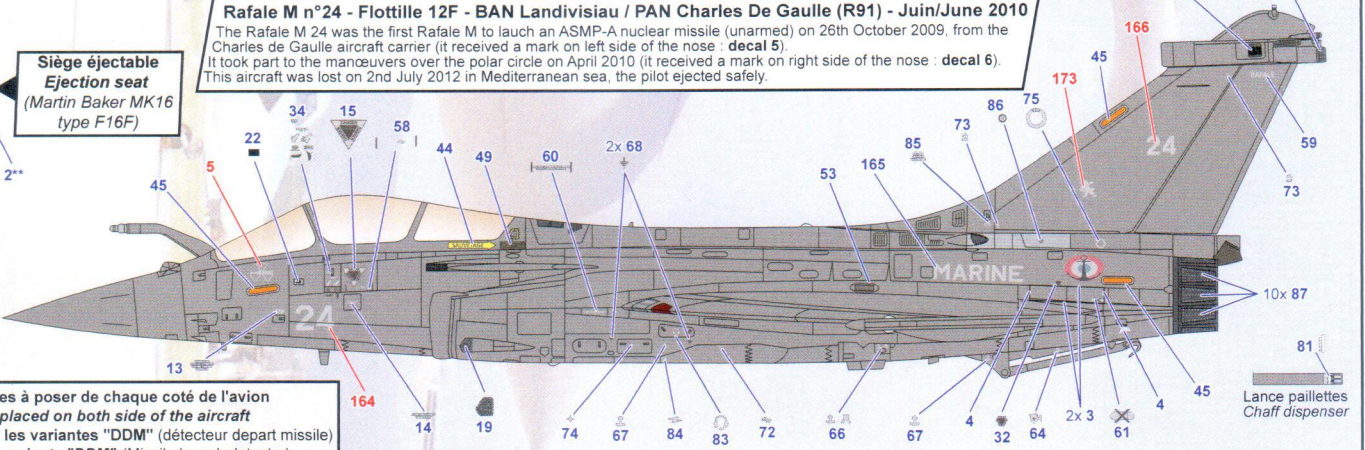 Rafale M n°24 - Flottille 12F - BAN Landivisiau / PAN Charles De Gaulle (R91) - Juin/June 2010
The Rafale M 24 was the first Rafale M to lauch an ASMP-A nuclear missile (unarmed) on 26th October 2009, from the
Charles de Gaulle aircraft carrier (it received a mark on left side of the nose : decal 5).
It took part to the manœuvers over the polar circle on April 2010 (it received a mark on right side of the nose : decal 6).
This aircraft was lost on 2nd July 2012 in Mediterranean sea, the pilot ejected safely.
Siège éjectable
Ejection seat
(Martin Baker MK16
type F16F)
2**
166
45
173
75
86
73
85
59
73
34
15
58
22
44
49
60
2x 68
53
165
5
45
RAFALE
24
MARINE
24
10x 87
81
Lance paillettes
Chaff dispenser
13
164
14
19
74
67
84
83
72
66
67
4
32
64
2x 3
61
4
45
es à poser de chaque coté de l'avion
placed on both side of the aircraft
les variantes "DDM" (détecteur depart missile)